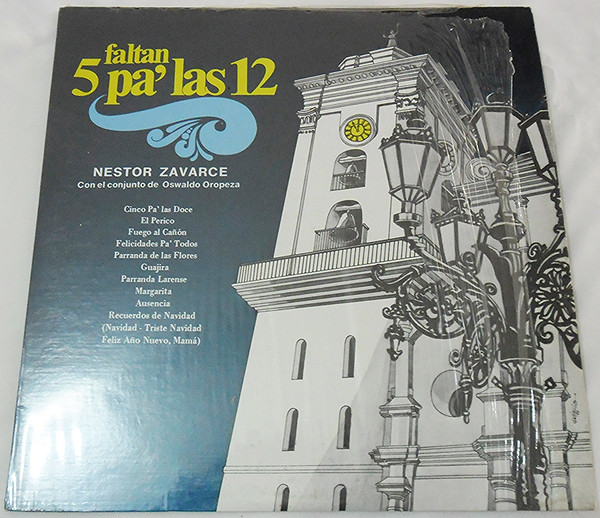 faltan
5 pa' las 12
NESTOR ZAVARCE
Con el conjunto de Oswaldo Oropeza
Cinco Pa' las Doce
El Perico
Fuego al Cañón
Felicidades Pa' Todos
Parranda de las Flores
Guajira
Parranda Larense
Margarita
Ausencia
Recuerdos de Navidad
(Navidad - Triste Navidad
Feliz Año Nuevo, Mamá)